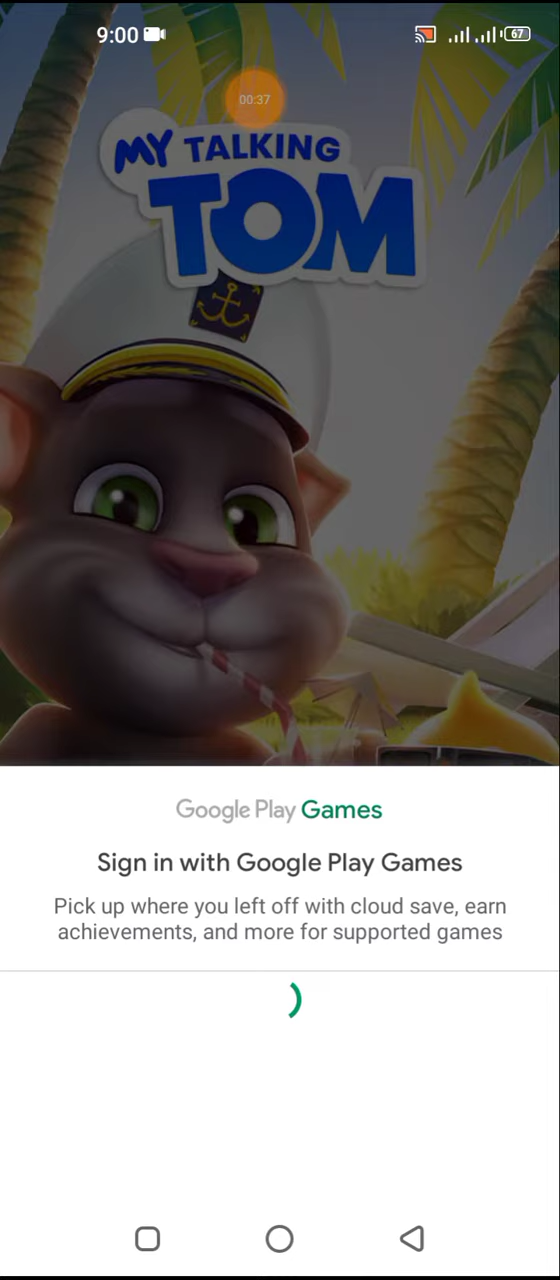 9:00
67
00:37
MY TALKING
TOM
Google Play Games
Sign in with Google Play Games
Pick up where you left off with cloud save, earn
achievements, and more for supported games